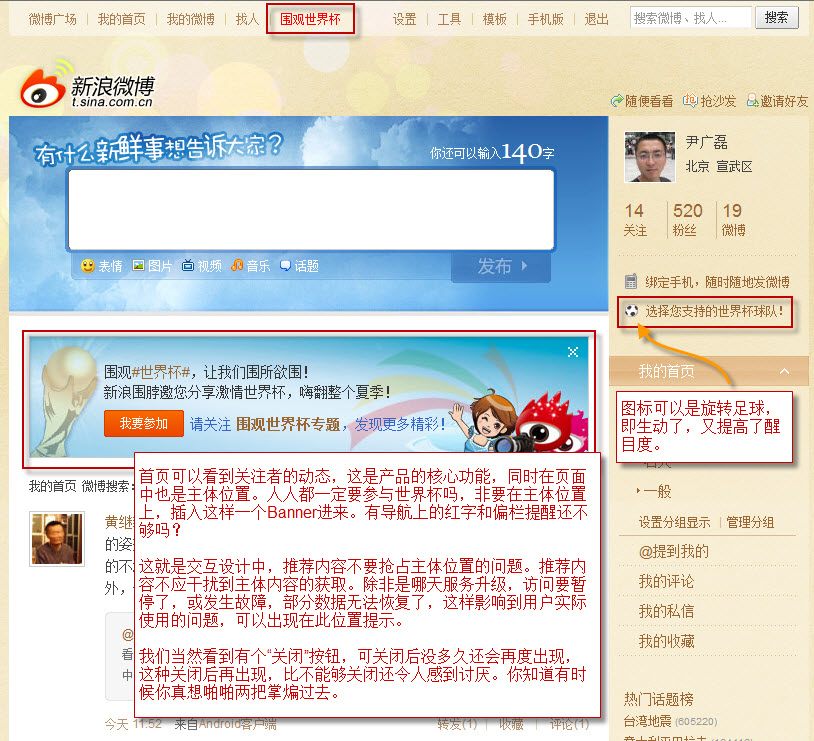 微博广场 我的首页 我的微博 找人 围观世界杯 设置 工具 模板 手机版 退出 搜索微博、找人... 搜索
新浪微博
t.sina.com.cn
随便看看 抢沙发 邀请好友
有什么新鲜事想告诉大家?
你还可以输入140字
表情 图片 视频 音乐 话题
发布
尹广磊
北京 宣武区
14 520 19
关注 粉丝 微博
绑定手机，随时随地发微博
选择您支持的世界杯球队!
围观#世界杯#，让我们围所欲围!
新浪围脖邀您分享激情世界杯，嗨翻整个夏季!
我要参加 请关注 围观世界杯专题，发现更多精彩!
我的首页
图标可以是旋转足球，
即生动了，又提高了醒
目度。
一般
设置分组显示 管理分组
@提到我的
我的评论
我的私信
我的收藏
热门话题榜
台湾地震 (605220)
我的首页 微博搜索:
黄继
的姿
的不
外，
@
看
中
首页可以看到关注者的动态，这是产品的核心功能，同时在页面
中也是主体位置。人人都一定要参与世界杯吗，非要在主体位置
上，插入这样一个Banner进来。有导航上的红字和偏栏提醒还不
够吗？
这就是交互设计中，推荐内容不要抢占主体位置的问题。推荐内
容不应干扰到主体内容的获取。除非是哪天服务升级，访问要暂
停了，或发生故障，部分数据无法恢复了，这样影响到用户实际
使用的问题，可以出现在此位置提示。
我们当然看到有个“关闭”按钮，可关闭后没多久还会再度出现，
这种关闭后再出现，比不能够关闭还令人感到讨厌。你知道有时
候你真想啪啪两把掌煸过去。
今天 11:52 来自Android客户端 转发(1) 收藏 评论(1)